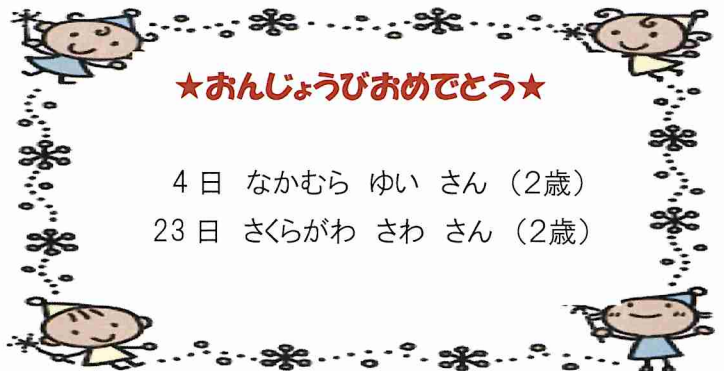 ★おんじょうびおめでとう★
4日 なかむら ゆい さん (2歳)
23日 さくらがわ さわ さん (2歳)